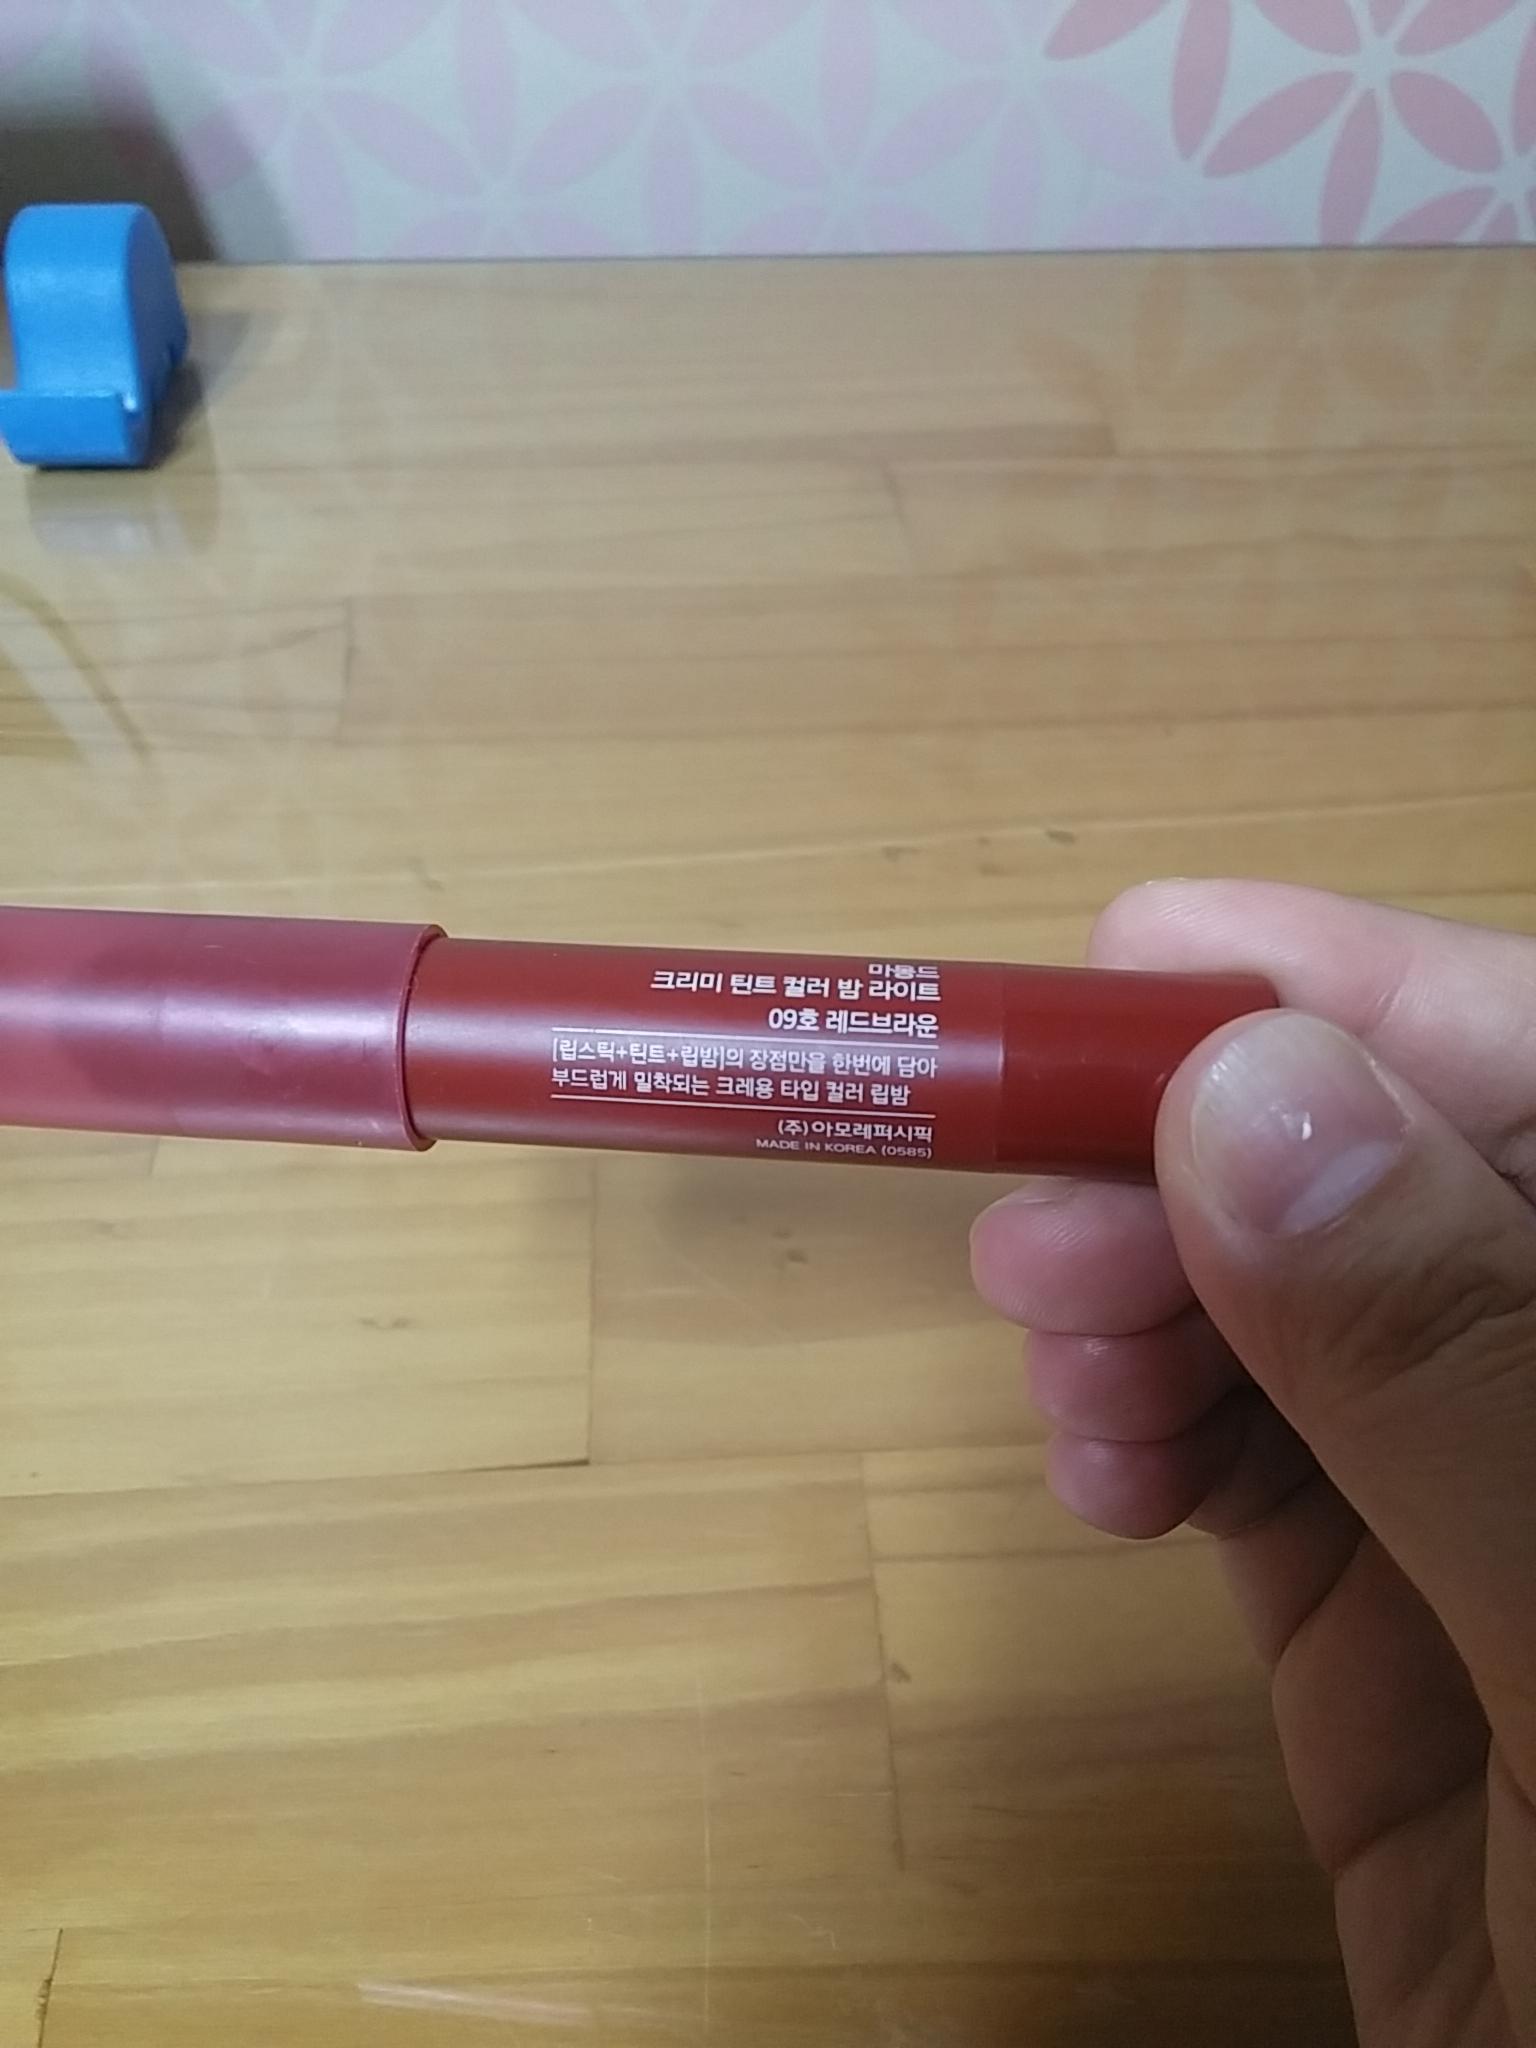 마몽드
크리미 틴트 컬러 밤 라이트
09호 레드브라운
[립스틱+틴트+립밤]의 장점만을 한번에 담아
부드럽게 밀착되는 크레용 타입 컬러 립밤
(주)아모레퍼시픽
MADE IN KOREA (0585)